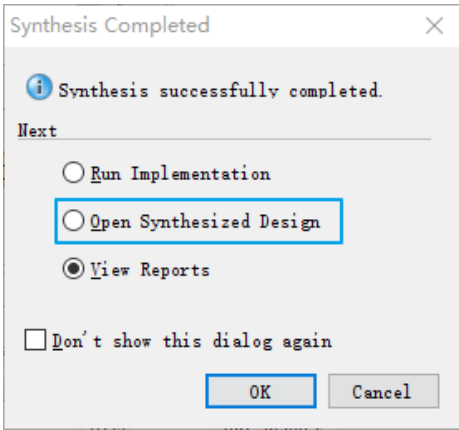 Synthesis Completed
Synthesis successfully completed.
Next
Run Implementation
Open Synthesized Design
View Reports
Don't show this dialog again
OK Cancel